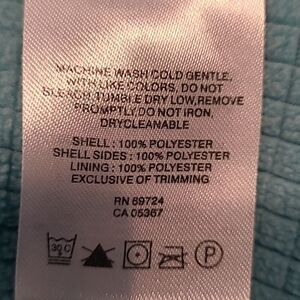 MACHINE WASH COLD GENTLE,
WITH LIKE COLORS, DO NOT
BLEACH, TUMBLE DRY LOW, REMOVE
PROMPTLY, DO NOT IRON,
DRYCLEANABLE
SHELL : 100% POLYESTER
SHELL SIDES : 100% POLYESTER
LINING : 100% POLYESTER
EXCLUSIVE OF TRIMMING
RN 69724
CA 05367
30 C P